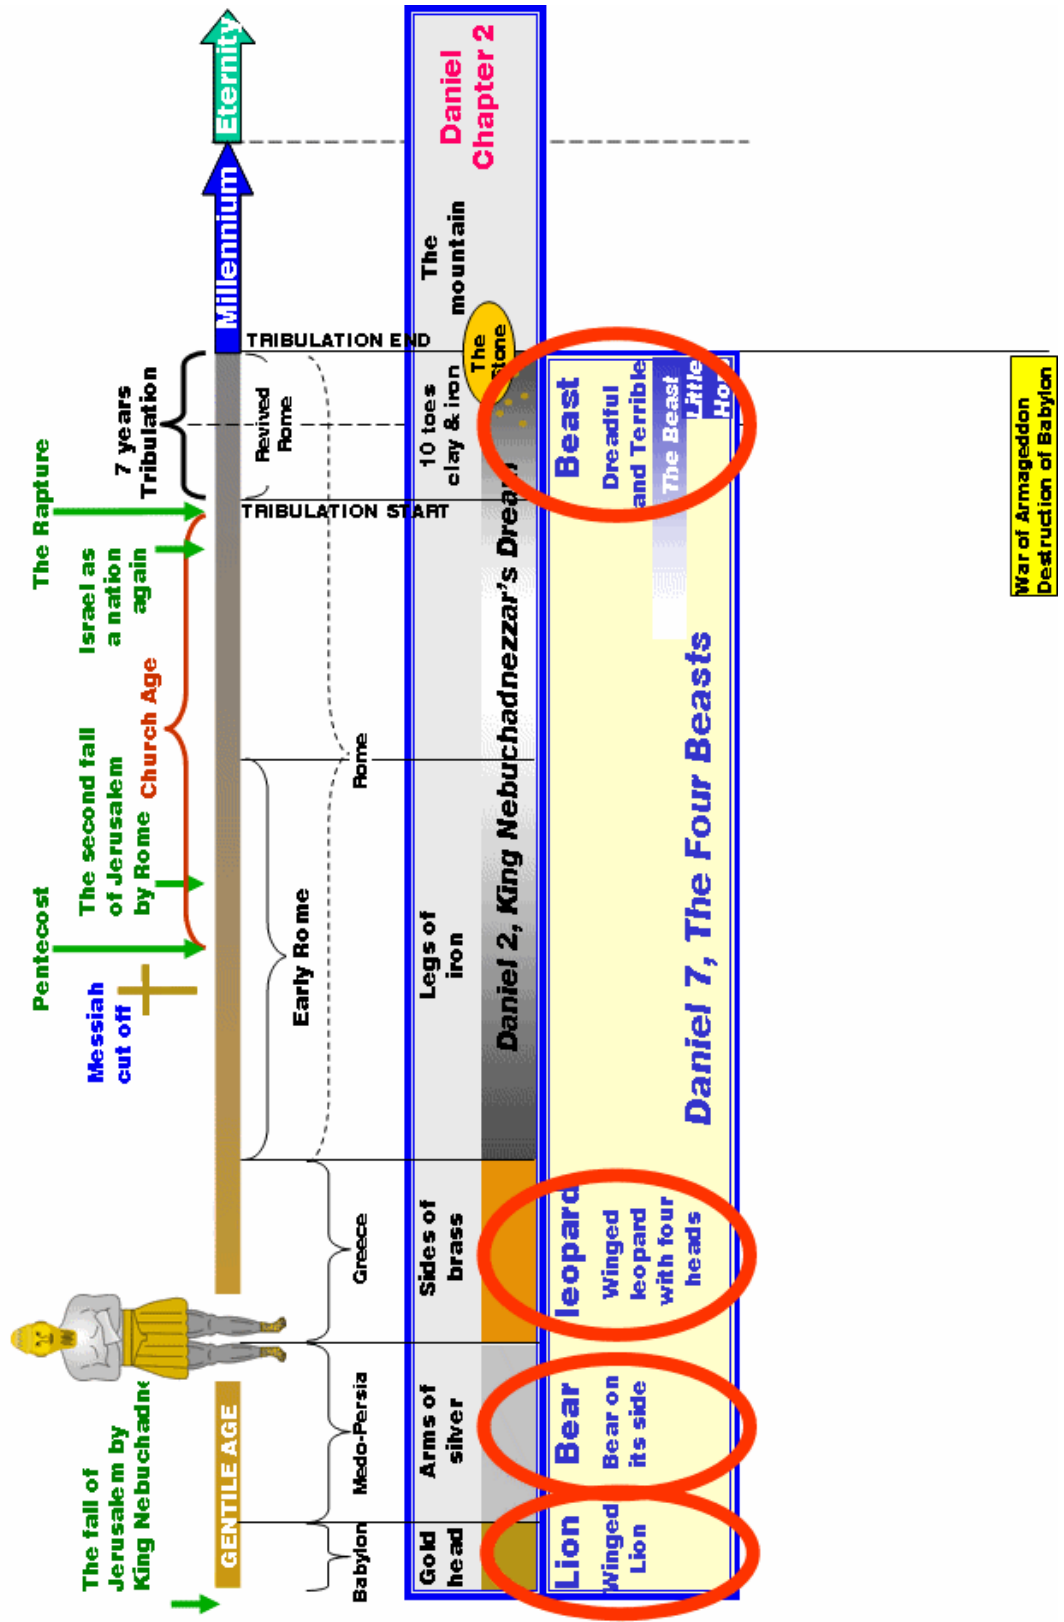 The fall of
Jerusalem by
King Nebuchadne
Messiah
cut off
Pentecost
The second fall
of Jerusalem
by Rome
Church Age
Israel as
a nation
again
The Rapture
7 years
Tribulation
GENTILE AGE
Millennium
Eternity
TRIBULATION START
TRIBULATION END
Revived
Rome
Early Rome
Babylon
Medo-Persia
Greece
Rome
Gold
head
Arms of
silver
Sides of
brass
Legs of
iron
10 toes
clay & iron
The
Stone
The
mountain
Daniel
Chapter 2
Daniel 2, King Nebuchadnezzar's Dream
Lion
Winged
Lion
Bear
Bear on
its side
leopard
Winged
leopard
with four
heads
Beast
Dreadful
and Terrible
The Beast
Little
Daniel 7, The Four Beasts
War of Armageddon
Destruction of Babylon